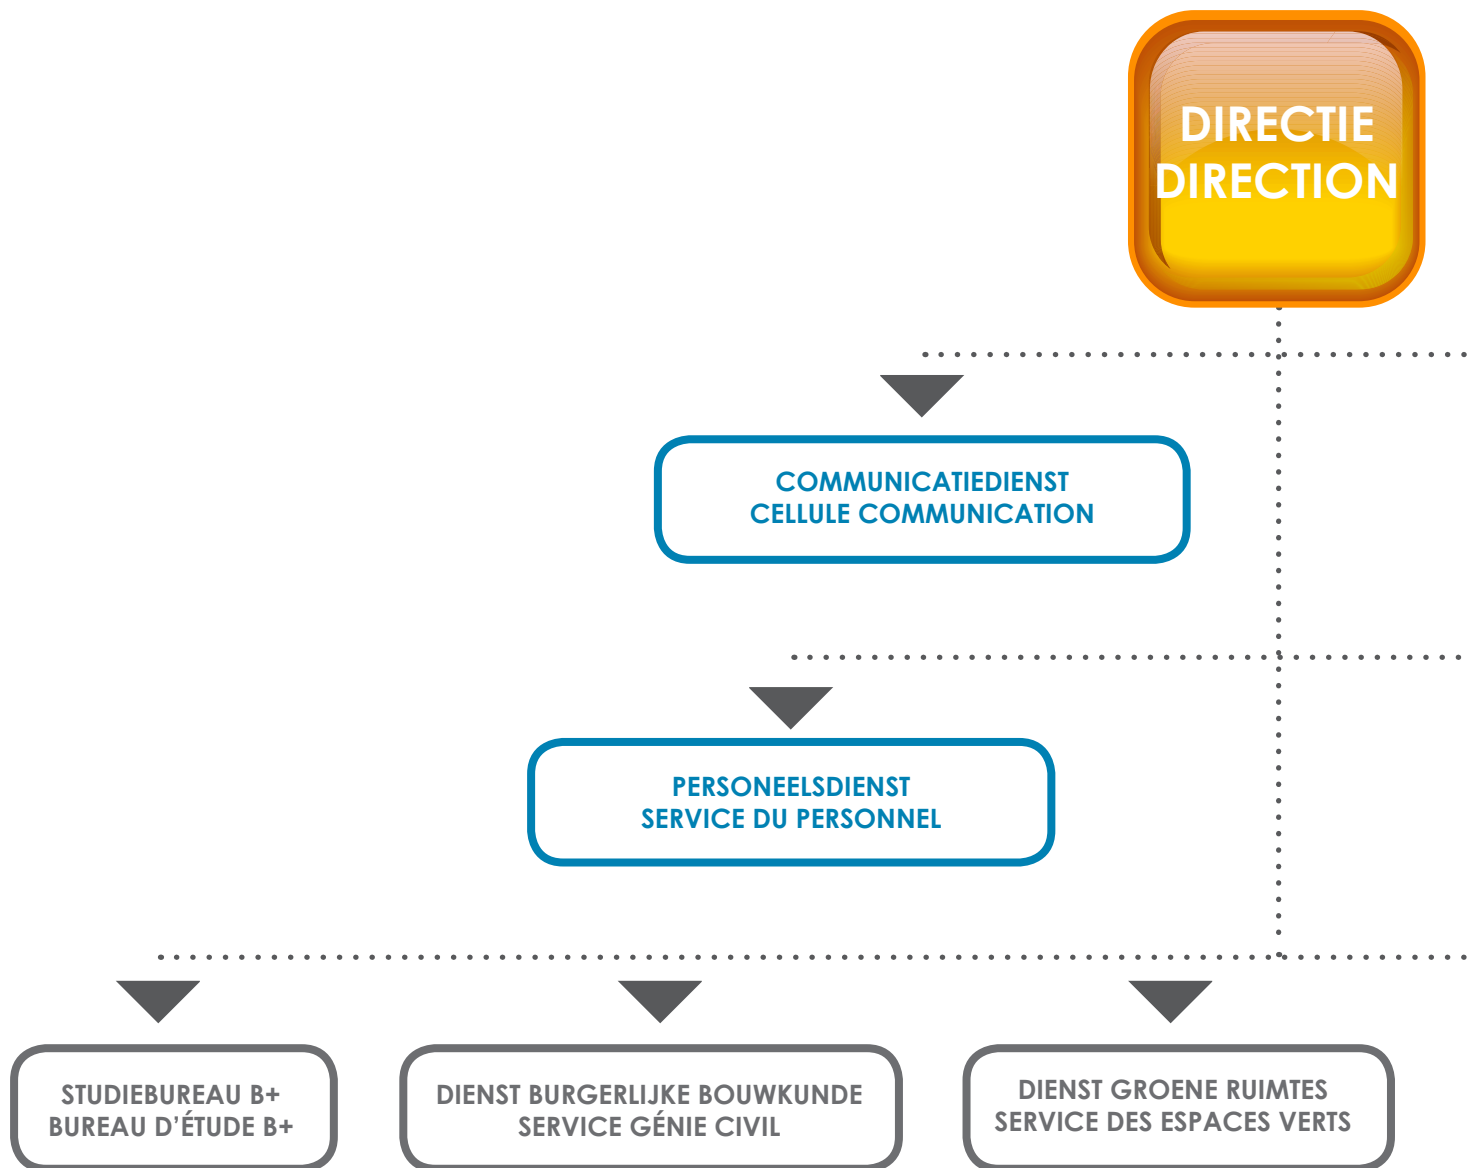 DIRECTIE
DIRECTION
COMMUNICATIEDIENST
CELLULE COMMUNICATION
PERSONEELSDIENST
SERVICE DU PERSONNEL
STUDIEBUREAU B+
BUREAU D’ÉTUDE B+
DIENST BURGERLIJKE BOUWKUNDE
SERVICE GÉNIE CIVIL
DIENST GROENE RUIMTES
SERVICE DES ESPACES VERTS